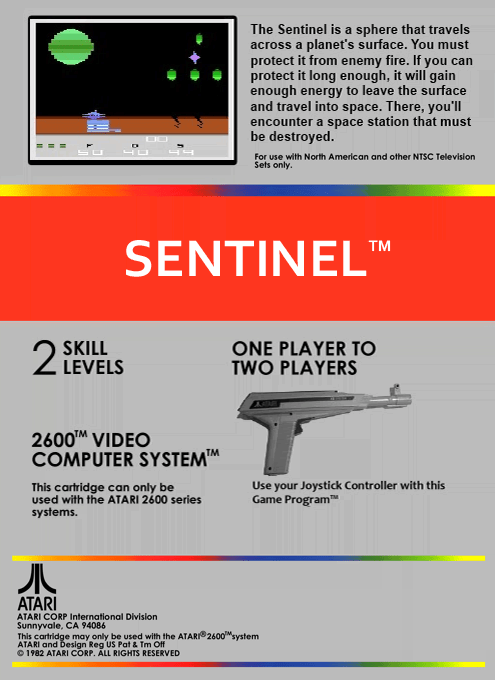 The Sentinel is a sphere that travels
across a planet's surface. You must
protect it from enemy fire. If you can
protect it long enough, it will gain
enough energy to leave the surface
and travel into space. There, you'll
encounter a space station that must
be destroyed.
For use with North American and other NTSC Television
Sets only.
SENTINEL™
2 SKILL
LEVELS
ONE PLAYER TO
TWO PLAYERS
ATARI
2600™ VIDEO
COMPUTER SYSTEM™
This cartridge can only be
used with the ATARI 2600 series
systems.
Use your Joystick Controller with this
Game Program™
ATARI
ATARI CORP International Division
Sunnyvale, CA 94086
This cartridge may only be used with the ATARI®2600™system
ATARI and Design Reg US Pat & Tm Off
© 1982 ATARI CORP. ALL RIGHTS RESERVED